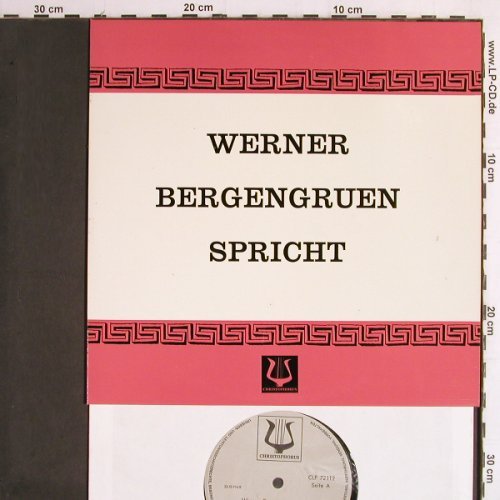 30 cm
20 cm
10 cm
www.LP-CD.de
WERNER
BERGENGRUEN
SPRICHT
CHRISTOPHORUS
10 cm
20 cm
30 cm
CHRISTOPHORUS
CLP 72117
Seite A